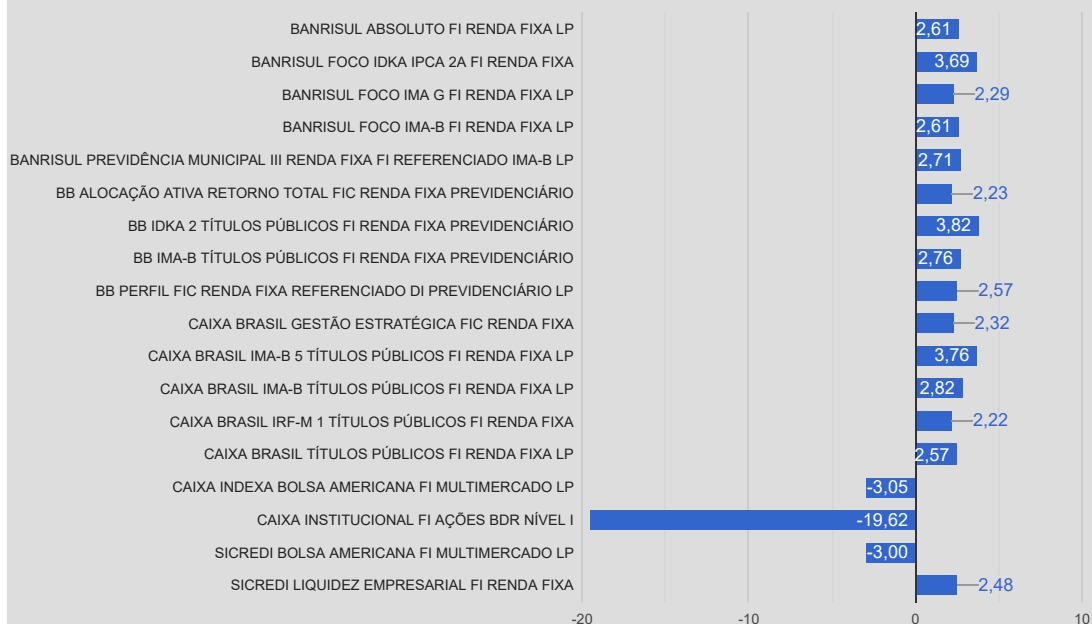 BANRISUL ABSOLUTO FI RENDA FIXA LP 2,61
BANRISUL FOCO IDKA IPCA 2A FI RENDA FIXA 3,69
BANRISUL FOCO IMA G FI RENDA FIXA LP 2,29
BANRISUL FOCO IMA-B FI RENDA FIXA LP 2,61
BANRISUL PREVIDÊNCIA MUNICIPAL III RENDA FIXA FI REFERENCIADO IMA-B LP 2,71
BB ALOCAÇÃO ATIVA RETORNO TOTAL FIC RENDA FIXA PREVIDENCIÁRIO 2,23
BB IDKA 2 TÍTULOS PÚBLICOS FI RENDA FIXA PREVIDENCIÁRIO 3,82
BB IMA-B TÍTULOS PÚBLICOS FI RENDA FIXA PREVIDENCIÁRIO 2,76
BB PERFIL FIC RENDA FIXA REFERENCIADO DI PREVIDENCIÁRIO LP 2,57
CAIXA BRASIL GESTÃO ESTRATÉGICA FIC RENDA FIXA 2,32
CAIXA BRASIL IMA-B 5 TÍTULOS PÚBLICOS FI RENDA FIXA LP 3,76
CAIXA BRASIL IMA-B TÍTULOS PÚBLICOS FI RENDA FIXA LP 2,82
CAIXA BRASIL IRF-M 1 TÍTULOS PÚBLICOS FI RENDA FIXA 2,22
CAIXA BRASIL TÍTULOS PÚBLICOS FI RENDA FIXA LP 2,57
CAIXA INDEXA BOLSA AMERICANA FI MULTIMERCADO LP -3,05
CAIXA INSTITUCIONAL FI AÇÕES BDR NÍVEL I -19,62
SICREDI BOLSA AMERICANA FI MULTIMERCADO LP -3,00
SICREDI LIQUIDEZ EMPRESARIAL FI RENDA FIXA 2,48
-20 -10 0 10